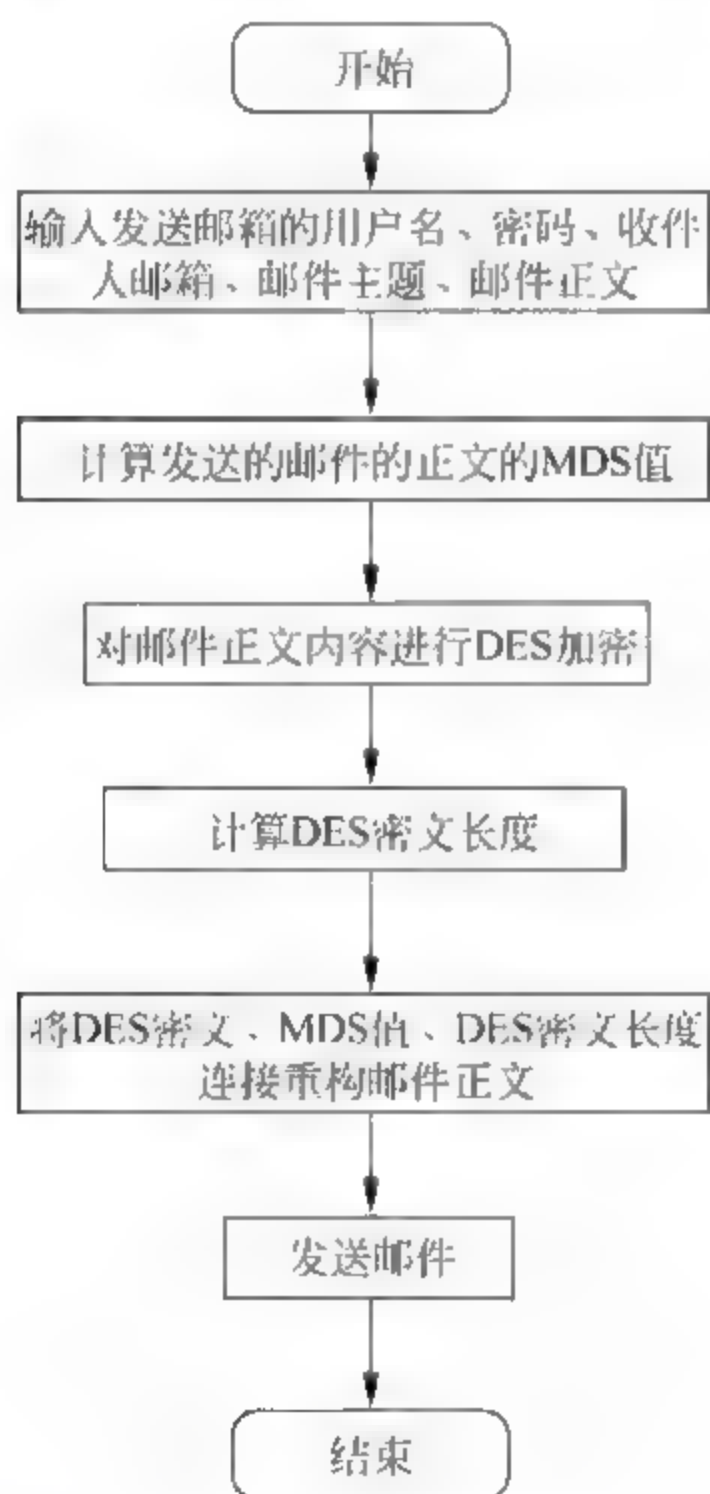 开始
输入发送邮箱的用户名、密码、收件
人邮箱、邮件主题、邮件正文
计算发送的邮件的正文的MDS值
对邮件正文内容进行DES加密
计算DES密文长度
将DES密文、MDS值、DES密文长度
连接重构邮件正文
发送邮件
结束